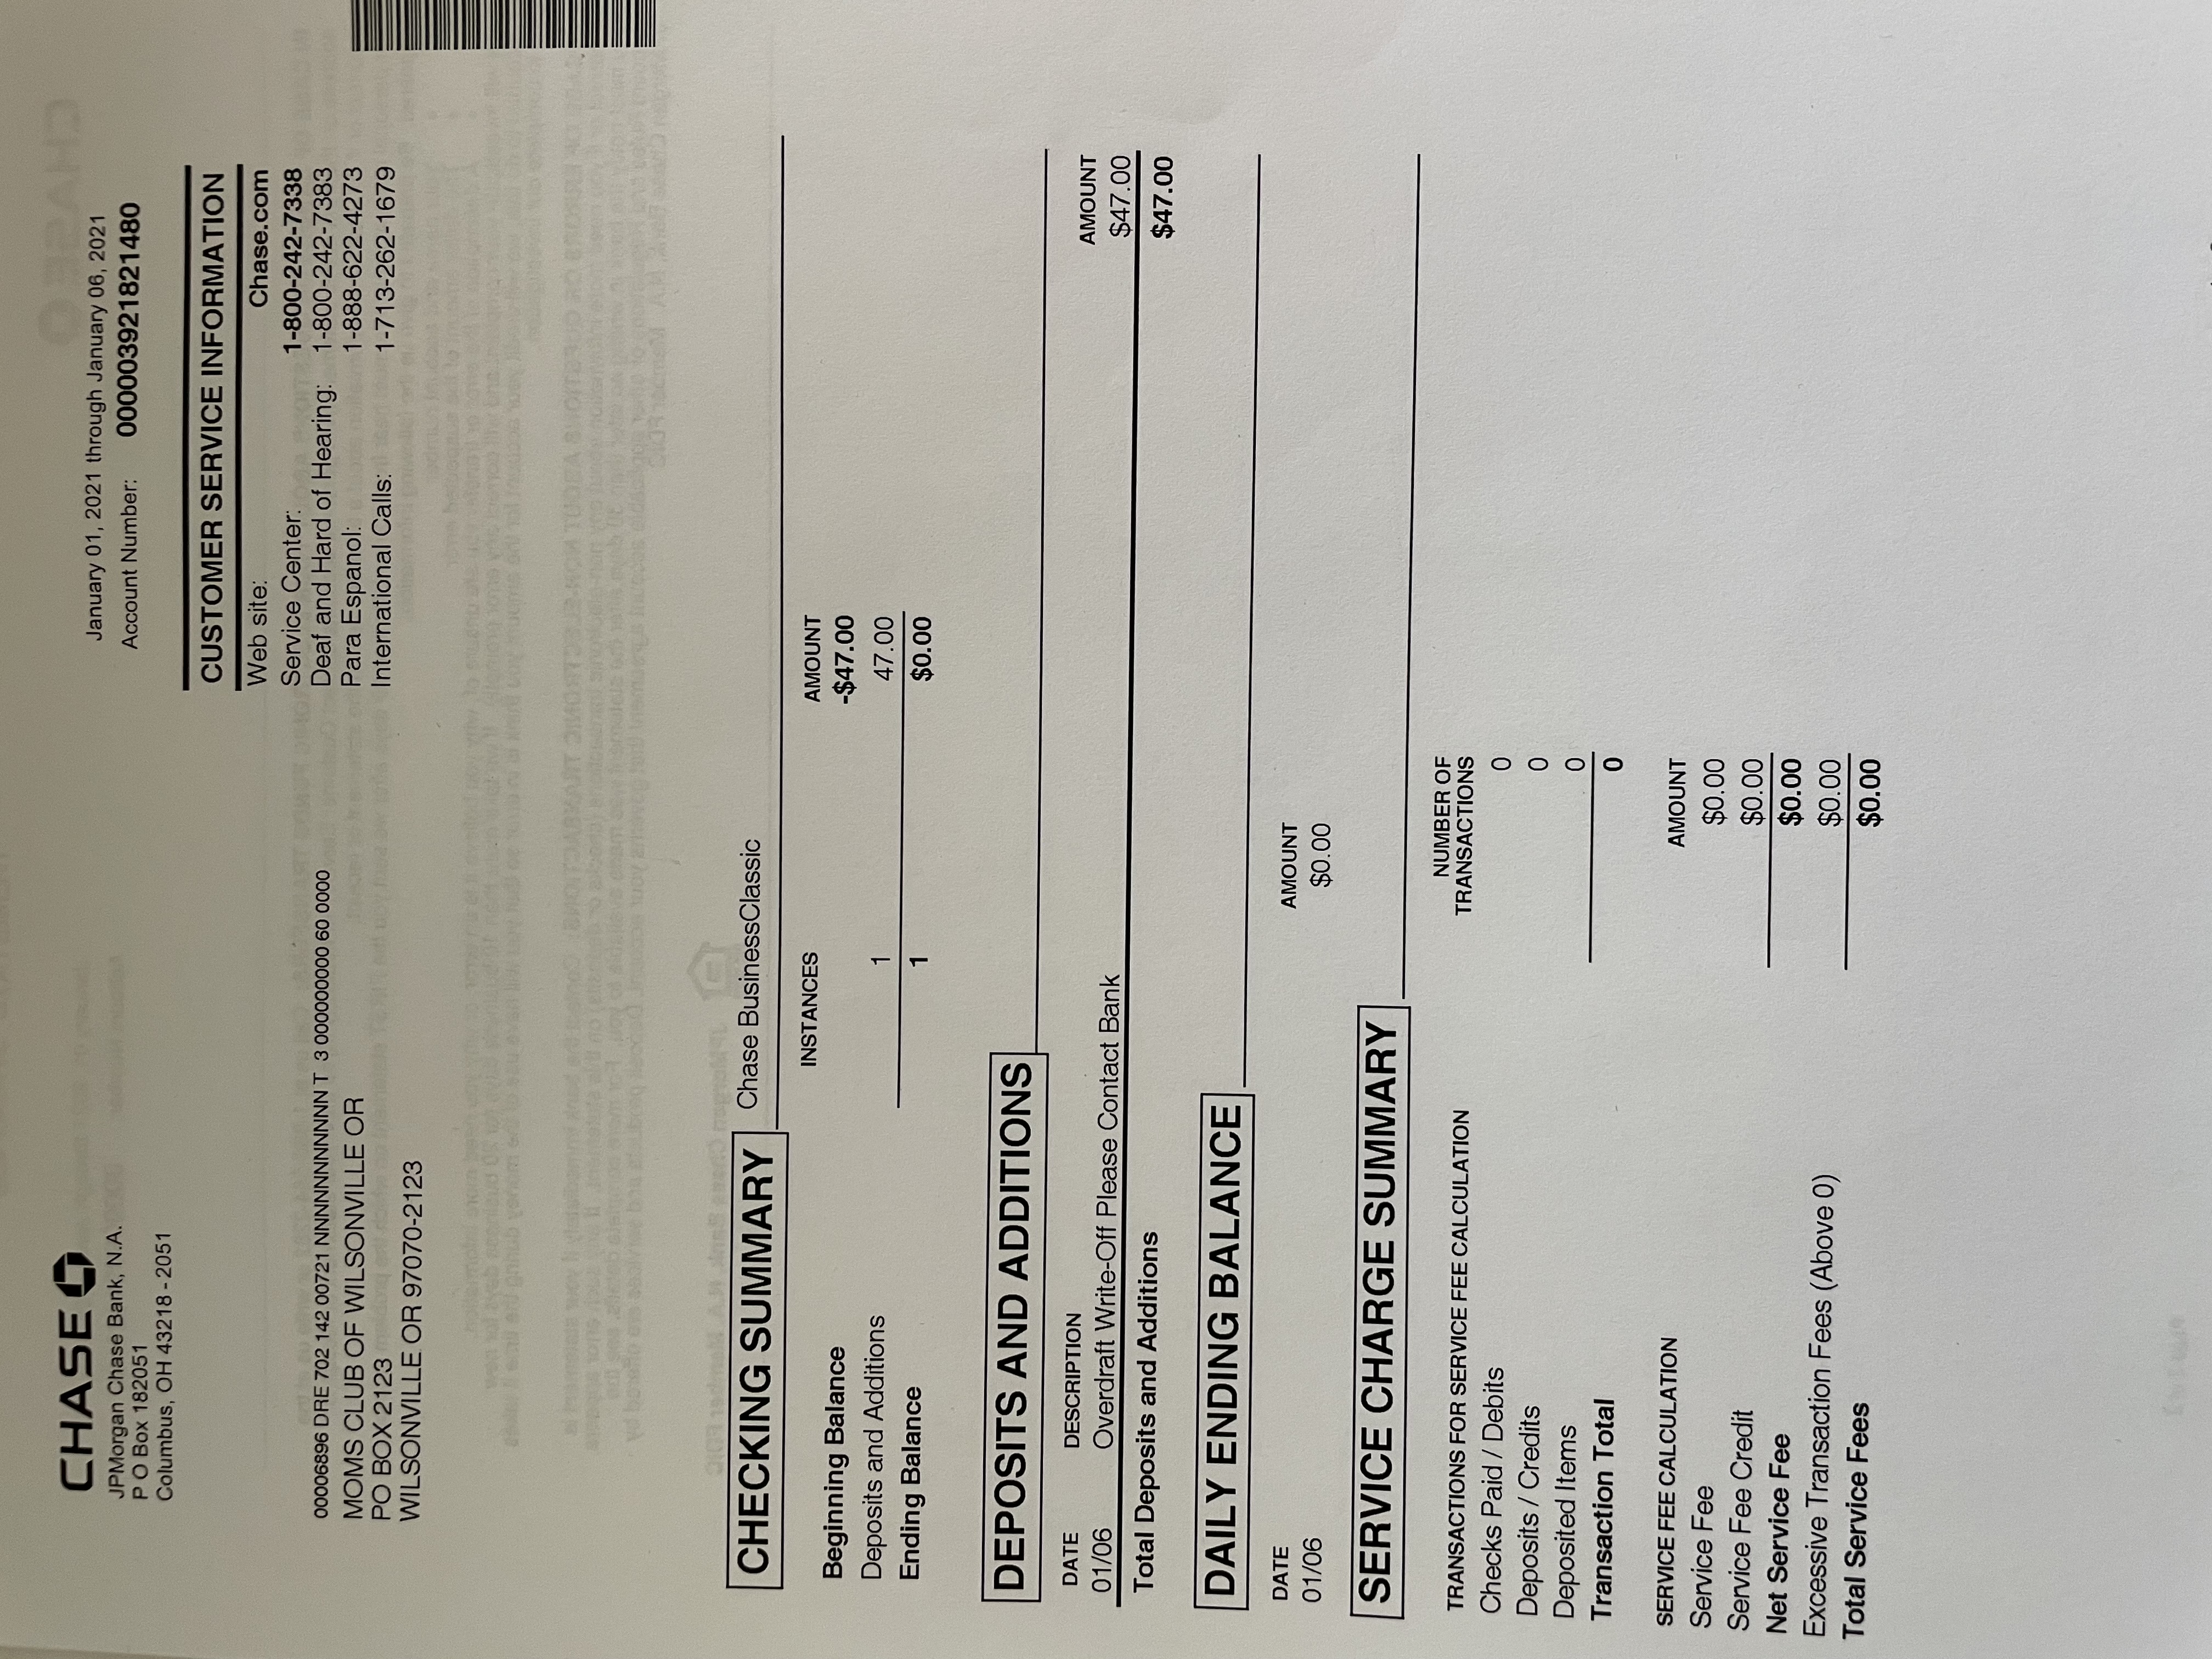 CHASE
JPMorgan Chase Bank, N.A.
P O Box 182051
Columbus, OH 43218 - 2051
January 01, 2021 through January 06, 2021
Account Number: 000003921821480
CUSTOMER SERVICE INFORMATION
Web site: Chase.com
Service Center: 1-800-242-7338
Deaf and Hard of Hearing: 1-800-242-7383
Para Espanol: 1-888-622-4273
International Calls: 1-713-262-1679
00006896 DRE 702 142 00721 NNNNNNNNNNNN T 3 000000000 60 0000
MOMS CLUB OF WILSONVILLE OR
PO BOX 2123
WILSONVILLE OR 97070-2123
CHECKING SUMMARY Chase BusinessClassic
INSTANCES AMOUNT
Beginning Balance -$47.00
Deposits and Additions 1 47.00
Ending Balance 1 $0.00
DEPOSITS AND ADDITIONS
DATE DESCRIPTION AMOUNT
01/06 Overdraft Write-Off Please Contact Bank $47.00
Total Deposits and Additions $47.00
DAILY ENDING BALANCE
DATE AMOUNT
01/06 $0.00
SERVICE CHARGE SUMMARY
TRANSACTIONS FOR SERVICE FEE CALCULATION NUMBER OF TRANSACTIONS
Checks Paid / Debits 0
Deposits / Credits 0
Deposited Items 0
Transaction Total 0
SERVICE FEE CALCULATION AMOUNT
Service Fee $0.00
Service Fee Credit $0.00
Net Service Fee $0.00
Excessive Transaction Fees (Above 0) $0.00
Total Service Fees $0.00